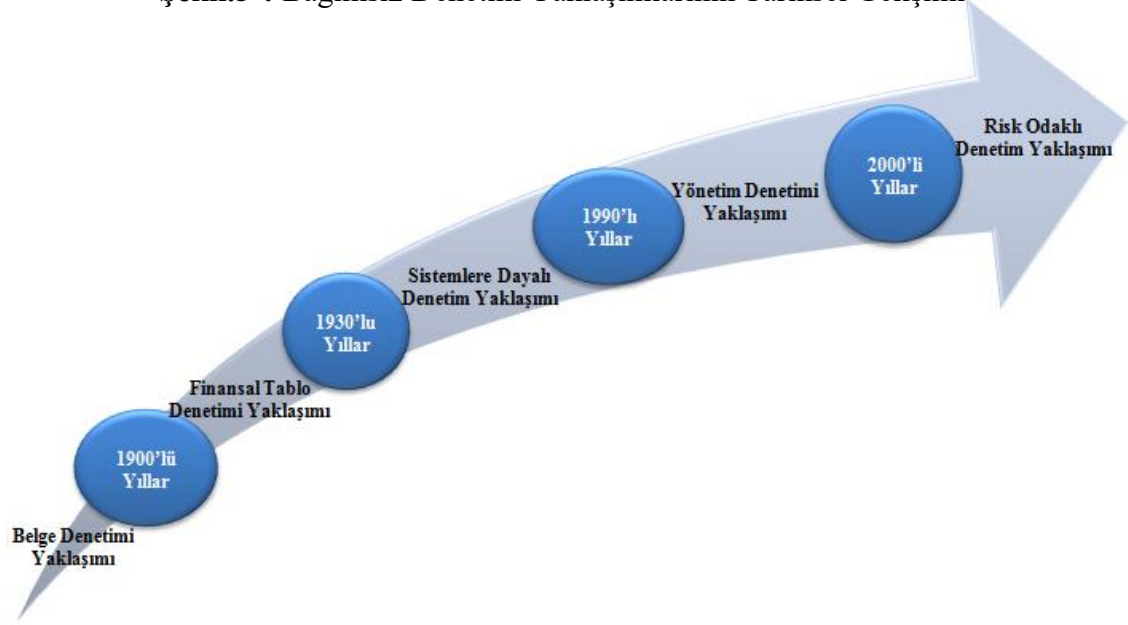 Risk Odaklı
Denetim Yaklaşımı
2000'li
Yıllar
Yönetim Denetimi
Yaklaşımı
1990'lı
Yıllar
Sistemlere Dayalı
Denetim Yaklaşımı
1930'lu
Yıllar
Finansal Tablo
Denetimi Yaklaşımı
1900'lü
Yıllar
Belge Denetimi
Yaklaşımı